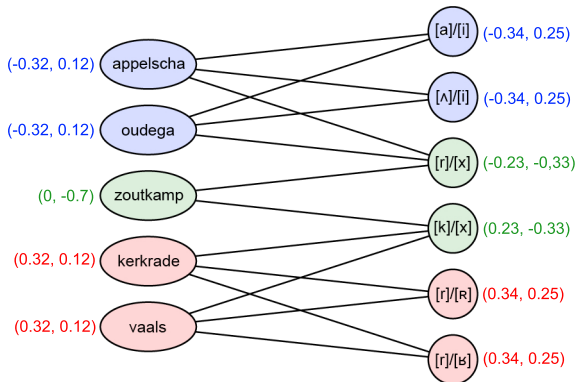 [a]/[i] (-0.34, 0.25)
(-0.32, 0.12) appelscha
[ʌ]/[i] (-0.34, 0.25)
(-0.32, 0.12) oudega
[r]/[x] (-0.23, -0,33)
(0, -0.7) zoutkamp
[k]/[x] (0.23, -0.33)
(0.32, 0.12) kerkrade
[r]/[ʀ] (0.34, 0.25)
(0.32, 0.12) vaals
[r]/[ʁ] (0.34, 0.25)